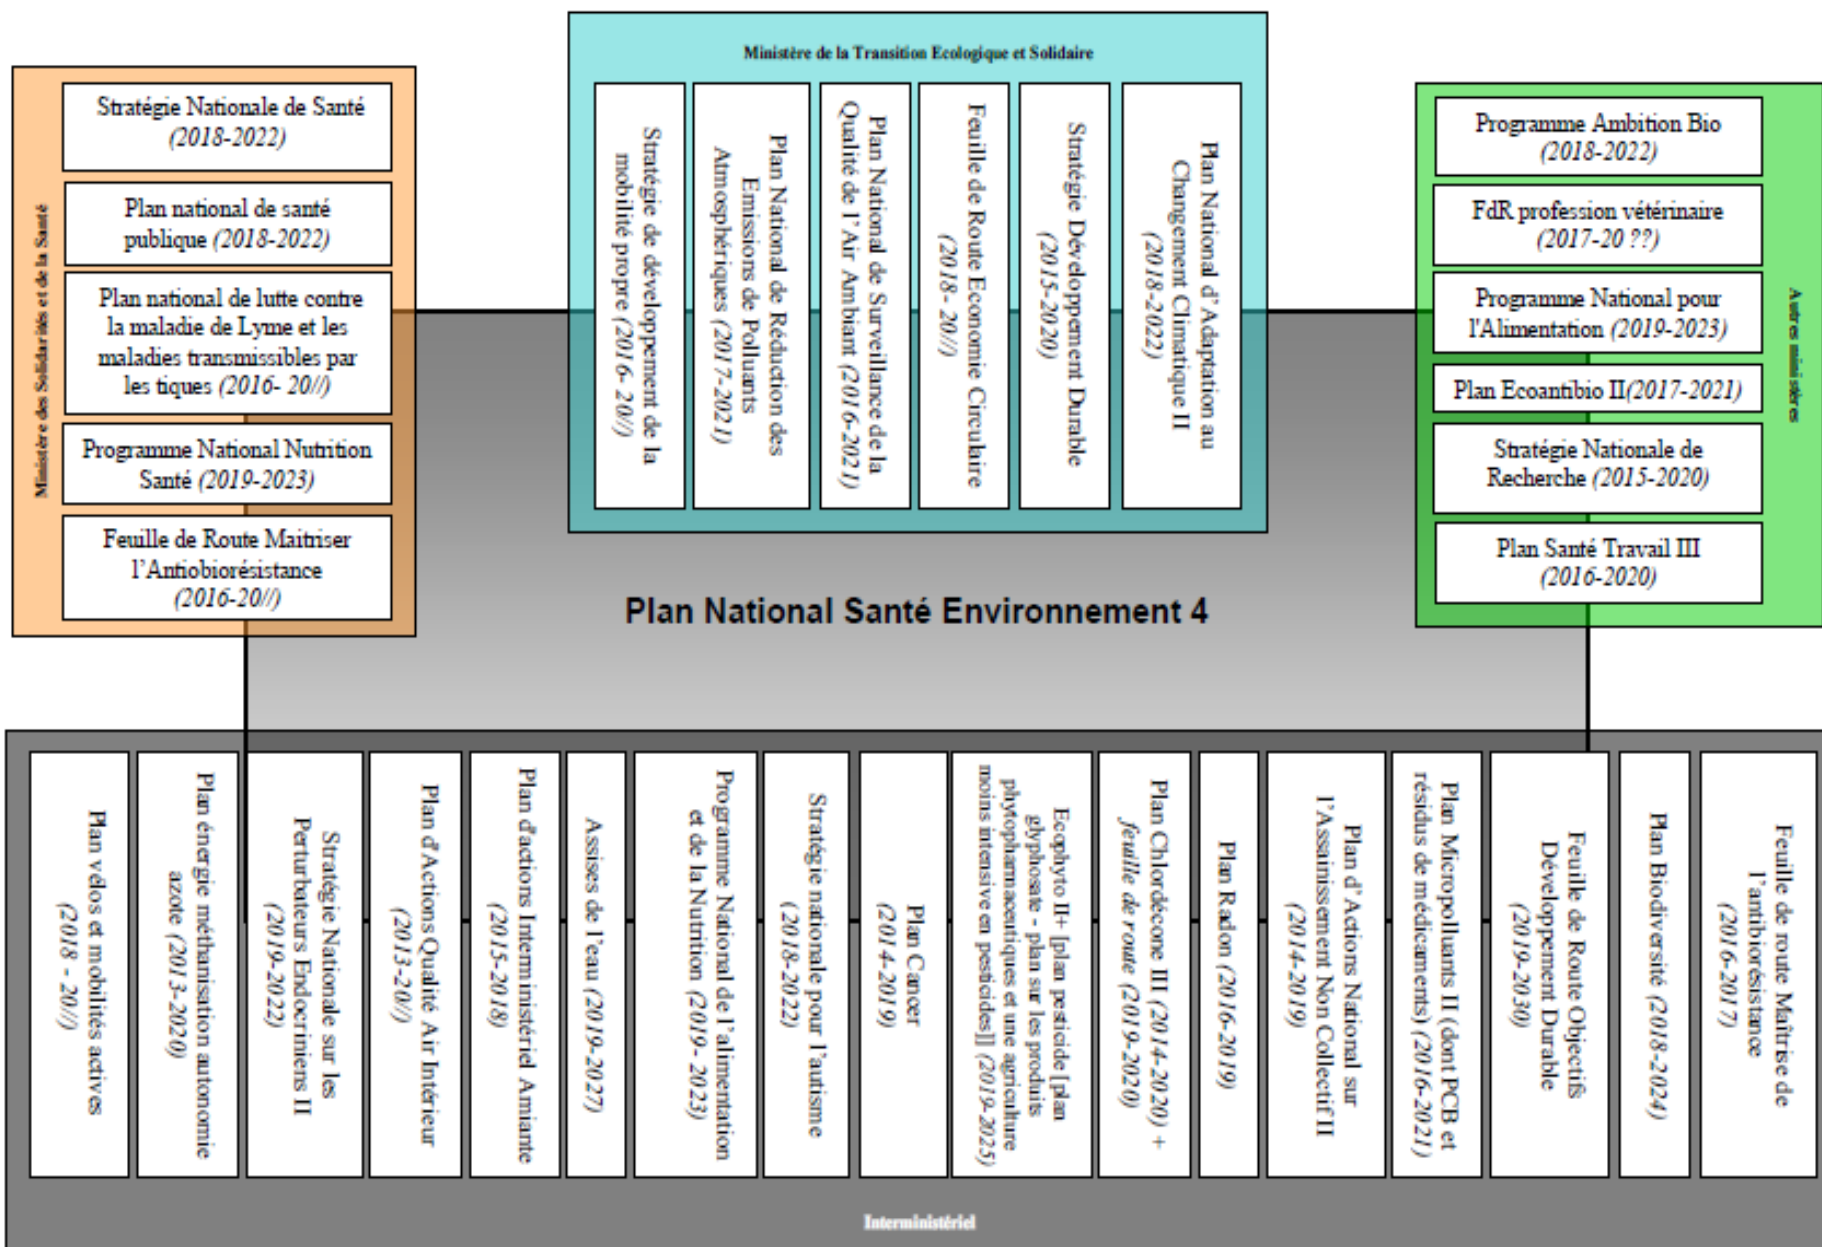 Ministère des Solidarités et de la Santé
Stratégie Nationale de Santé
(2018-2022)
Plan national de santé
publique (2018-2022)
Plan national de lutte contre
la maladie de Lyme et les
maladies transmissibles par
les tiques (2016- 20//)
Programme National Nutrition
Santé (2019-2023)
Feuille de Route Maitriser
l'Antiobiorésistance
(2016-20//)
Ministère de la Transition Ecologique et Solidaire
Stratégie de développement de la
mobilité propre (2016- 20//)
Plan National de Réduction des
Emissions de Polluants
Atmosphériques (2017-2021)
Plan National de Surveillance de la
Qualité de l'Air Ambiant (2016-2021)
Feuille de Route Economie Circulaire
(2018- 20//)
Stratégie Développement Durable
(2015-2020)
Plan National d'Adaptation au
Changement Climatique II
(2018-2022)
Autres ministères
Programme Ambition Bio
(2018-2022)
FdR profession vétérinaire
(2017-20 ??)
Programme National pour
l'Alimentation (2019-2023)
Plan Ecoantibio II(2017-2021)
Stratégie Nationale de
Recherche (2015-2020)
Plan Santé Travail III
(2016-2020)
Plan National Santé Environnement 4
Plan vélos et mobilités actives
(2018 - 20//)
Plan énergie méthanisation autonomie
azote (2013-2020)
Stratégie Nationale sur les
Perturbateurs Endocriniens II
(2019-2022)
Plan d'Actions Qualité Air Intérieur
(2013-20//)
Plan d'actions Interministériel Amiante
(2015-2018)
Assises de l'eau (2019-2027)
Programme National de l'alimentation
et de la Nutrition (2019- 2023)
Stratégie nationale pour l'autisme
(2018-2022)
Plan Cancer
(2014-2019)
Ecophyto II+ [plan pesticide [plan
glyphosate - plan sur les produits
phytopharmaceutiques et une agriculture
moins intensive en pesticides]] (2019-2025)
Plan Chlordécone III (2014-2020) +
feuille de route (2019-2020)
Plan Radon (2016-2019)
Plan d'Actions National sur
l'Assainissement Non Collectif II
(2014-2019)
Plan Micropolluants II (dont PCB et
résidus de médicaments) (2016-2021)
Feuille de Route Objectifs
Développement Durable
(2019-2030)
Plan Biodiversité (2018-2024)
Feuille de route Maîtrise de
l'antibiorésistance
(2016-2017)
Interministériel